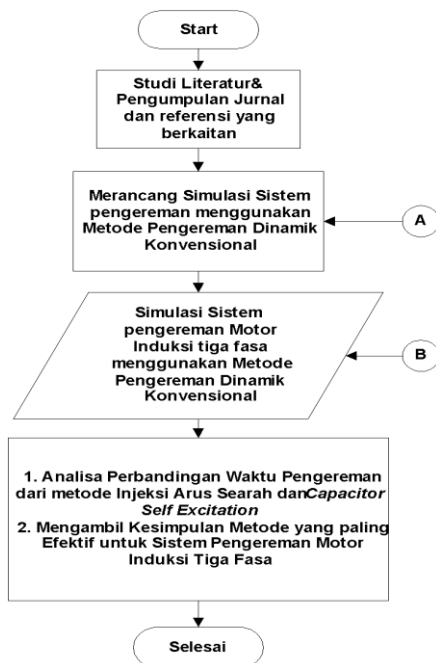 Start
Studi Literatur&
Pengumpulan Jurnal
dan referensi yang
berkaitan
Merancang Simulasi Sistem
pengereman menggunakan
Metode Pengereman Dinamik
Konvensional
A
Simulasi Sistem
pengereman Motor
Induksi tiga fasa
menggunakan Metode
Pengereman Dinamik
Konvensional
B
1. Analisa Perbandingan Waktu Pengereman
dari metode Injeksi Arus Searah danCapacitor
Self Excitation
2. Mengambil Kesimpulan Metode yang paling
Efektif untuk Sistem Pengereman Motor
Induksi Tiga Fasa
Selesai